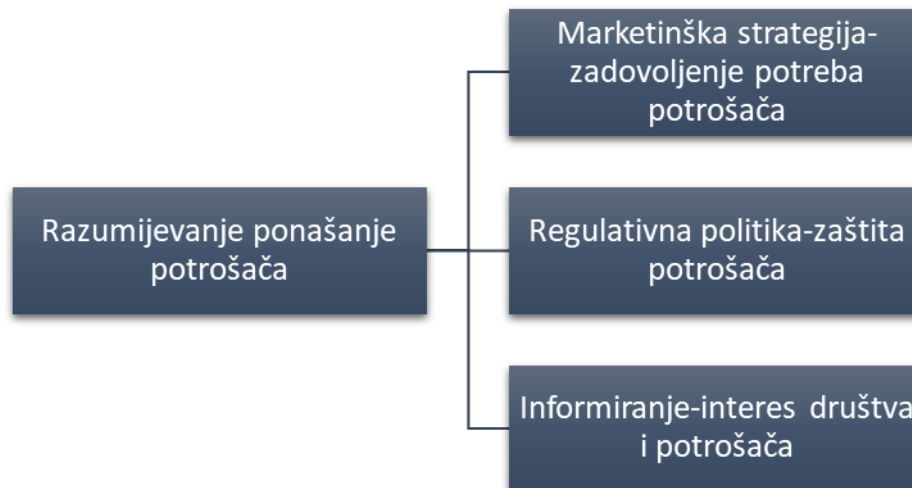 Marketinška strategija-
zadovoljenje potreba
potrošača
Razumijevanje ponašanje
potrošača
Regulativna politika-zaštita
potrošača
Informiranje-interes društva
i potrošača